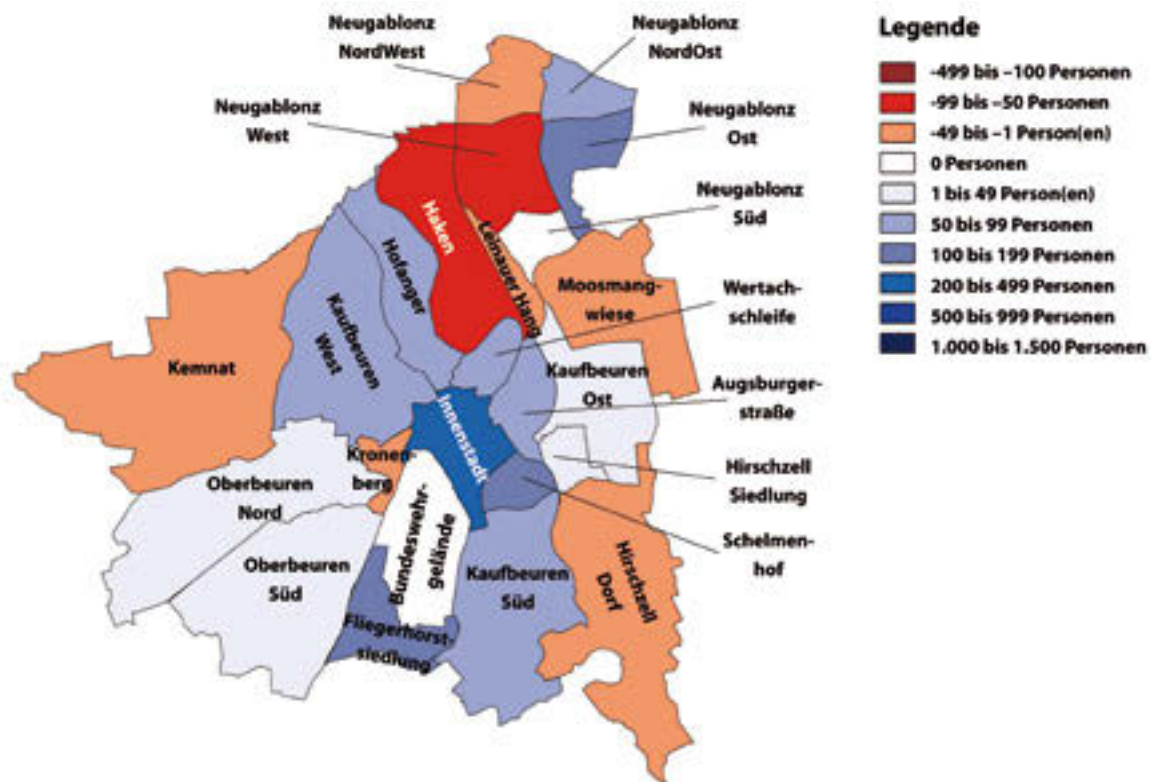 Neugablonz
NordWest
Neugablonz
NordOst
Neugablonz
West
Neugablonz
Ost
Neugablonz
Süd
Haken
Leinauer Hang
Hofanger
Moosmang-
wiese
Wertach-
schleife
Kaufbeuren
West
Kemnat
Kaufbeuren
Ost
Augsburger-
straße
Innenstadt
Kronen-
berg
Hirschzell
Siedlung
Oberbeuren
Nord
Bundeswehr-
gelände
Schelmen-
hof
Oberbeuren
Süd
Kaufbeuren
Süd
Hirschzell
Dorf
Fliegerhorst-
siedlung
Legende
-499 bis –100 Personen
-99 bis –50 Personen
-49 bis –1 Person(en)
0 Personen
1 bis 49 Person(en)
50 bis 99 Personen
100 bis 199 Personen
200 bis 499 Personen
500 bis 999 Personen
1.000 bis 1.500 Personen